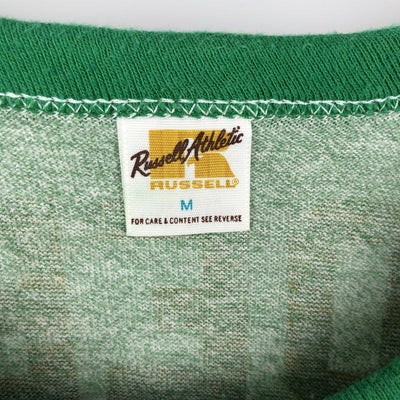 Russell Athletic
RUSSELL®
M
FOR CARE & CONTENT SEE REVERSE